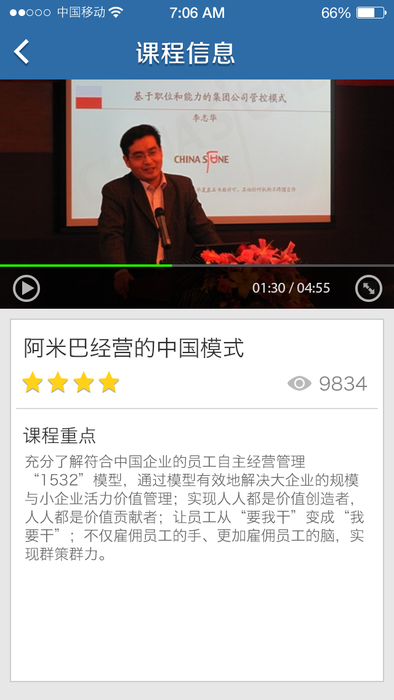 中国移动
7:06 AM
66%
课程信息
基于职位和能力的集团公司管控模式
李志华
CHINA STONE
01:30 / 04:55
阿米巴经营的中国模式
9834
课程重点
充分了解符合中国企业的员工自主经营管理
“1532”模型，通过模型有效地解决大企业的规模
与小企业活力价值管理；实现人人都是价值创造者，
人人都是价值贡献者；让员工从“要我干”变成“我
要干”；不仅雇佣员工的手、更加雇佣员工的脑，实
现群策群力。